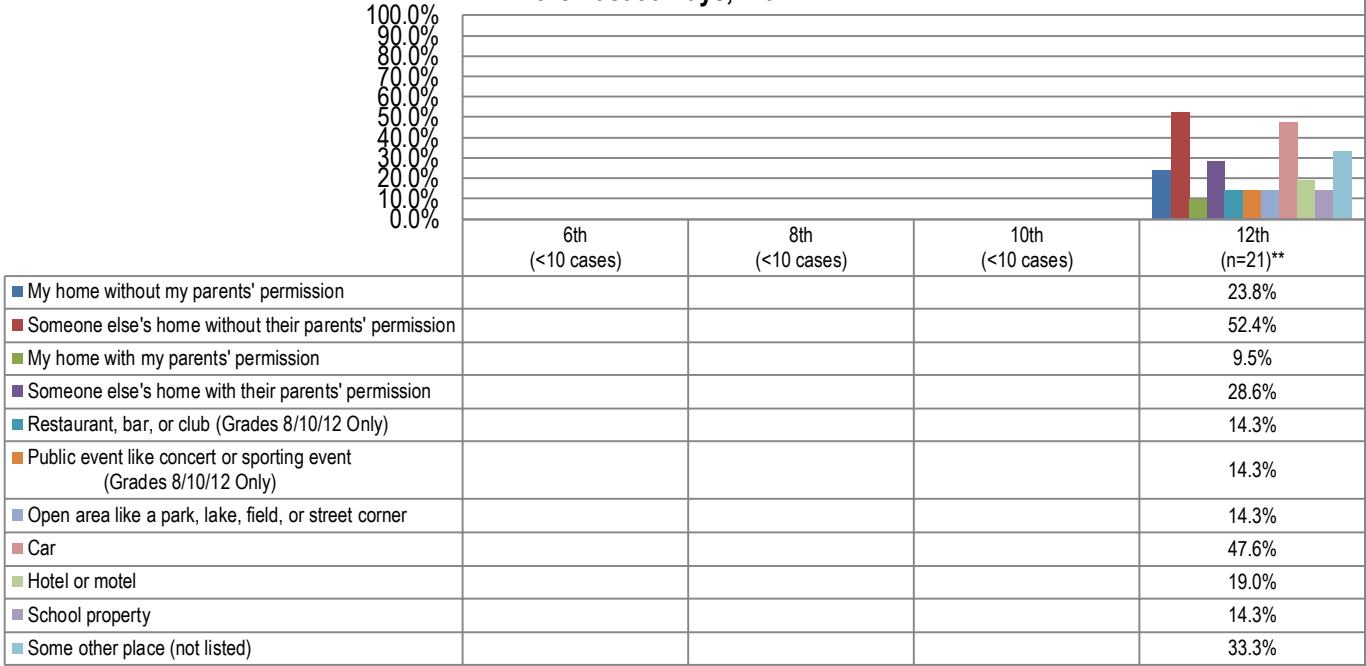 100.0%
90.0%
80.0%
70.0%
60.0%
50.0%
40.0%
30.0%
20.0%
10.0%
0.0%
6th 8th 10th 12th
(<10 cases) (<10 cases) (<10 cases) (n=21)**
My home without my parents' permission 23.8%
Someone else's home without their parents' permission 52.4%
My home with my parents' permission 9.5%
Someone else's home with their parents' permission 28.6%
Restaurant, bar, or club (Grades 8/10/12 Only) 14.3%
Public event like concert or sporting event
(Grades 8/10/12 Only) 14.3%
Open area like a park, lake, field, or street corner 14.3%
Car 47.6%
Hotel or motel 19.0%
School property 14.3%
Some other place (not listed) 33.3%